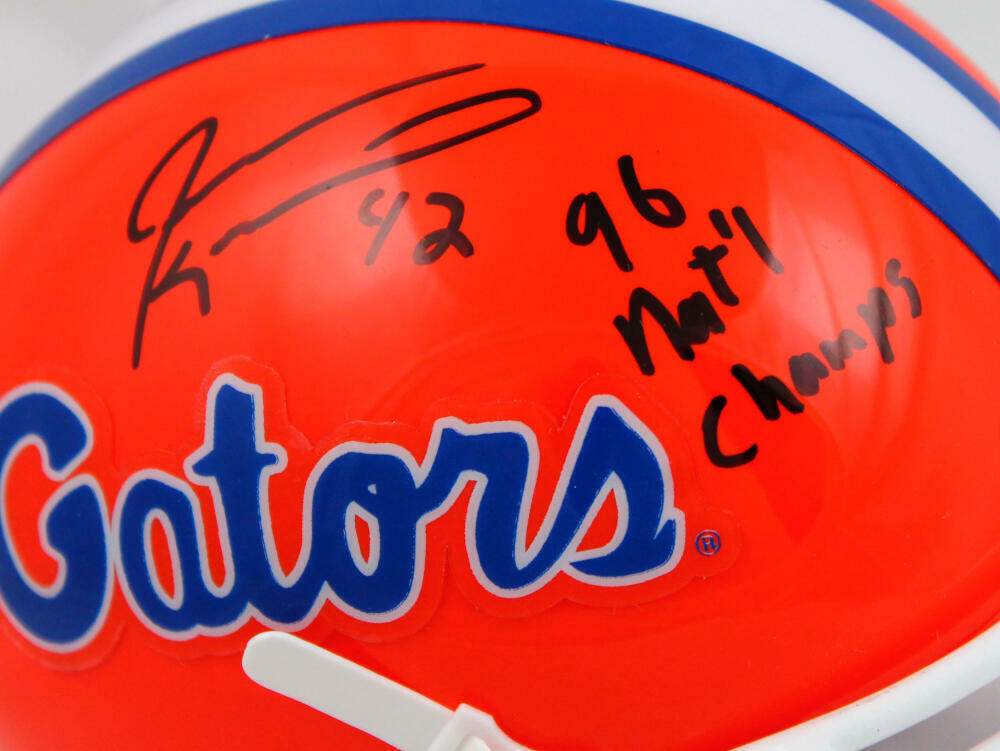 42
96
Nat'l
Champs
Gators®